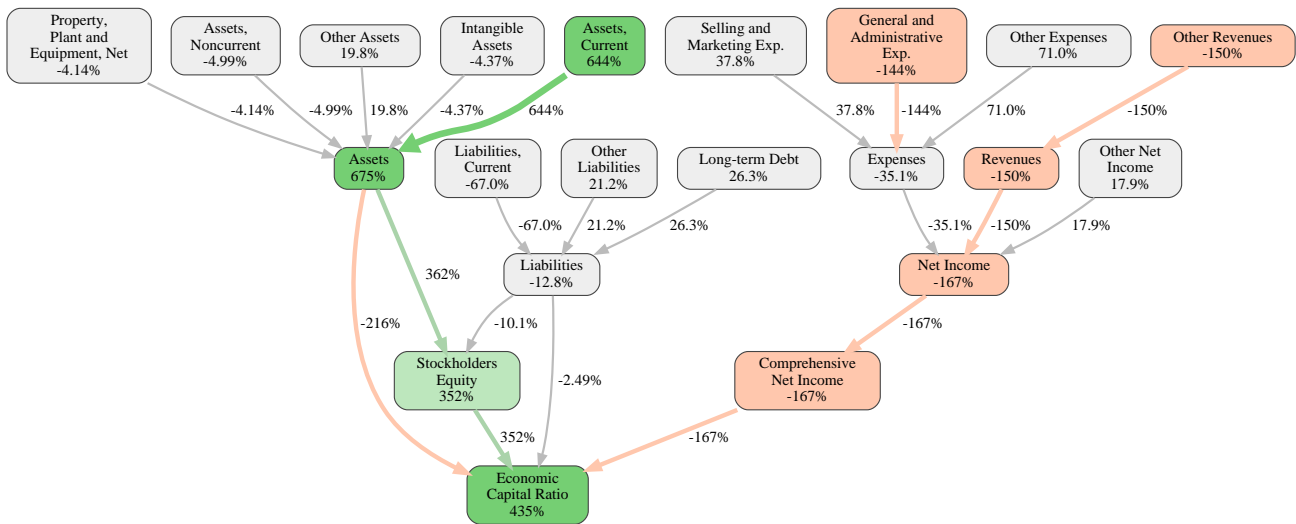 Property,
Plant and
Equipment, Net
-4.14%
Assets,
Noncurrent
-4.99%
Other Assets
19.8%
Intangible
Assets
-4.37%
Assets,
Current
644%
Selling and
Marketing Exp.
37.8%
General and
Administrative
Exp.
-144%
Other Expenses
71.0%
Other Revenues
-150%
-4.14%
-4.99%
19.8%
-4.37%
644%
37.8%
-144%
71.0%
-150%
Assets
675%
Liabilities,
Current
-67.0%
Other
Liabilities
21.2%
Long-term Debt
26.3%
Expenses
-35.1%
Revenues
-150%
Other Net
Income
17.9%
-67.0%
21.2%
26.3%
-35.1%
-150%
17.9%
362%
Liabilities
-12.8%
Net Income
-167%
-216%
-10.1%
-167%
Stockholders
Equity
352%
-2.49%
Comprehensive
Net Income
-167%
352%
-167%
Economic
Capital Ratio
435%